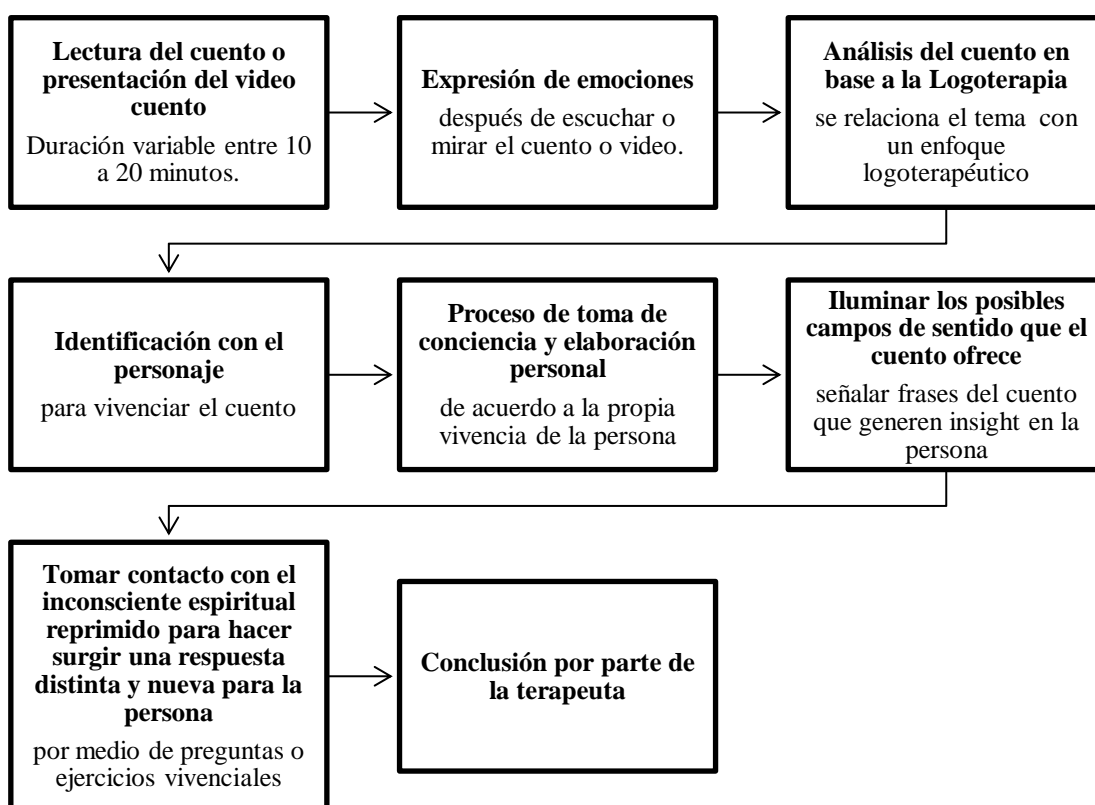 Lectura del cuento o
presentación del video
cuento
Duración variable entre 10
a 20 minutos.
Expresión de emociones
después de escuchar o
mirar el cuento o video.
Análisis del cuento en
base a la Logoterapia
se relaciona el tema con
un enfoque
logoterapéutico
Identificación con el
personaje
para vivenciar el cuento
Proceso de toma de
conciencia y elaboración
personal
de acuerdo a la propia
vivencia de la persona
Iluminar los posibles
campos de sentido que el
cuento ofrece
señalar frases del cuento
que generen insight en la
persona
Tomar contacto con el
inconsciente espiritual
reprimido para hacer
surgir una respuesta
distinta y nueva para la
persona
por medio de preguntas o
ejercicios vivenciales
Conclusión por parte de
la terapeuta